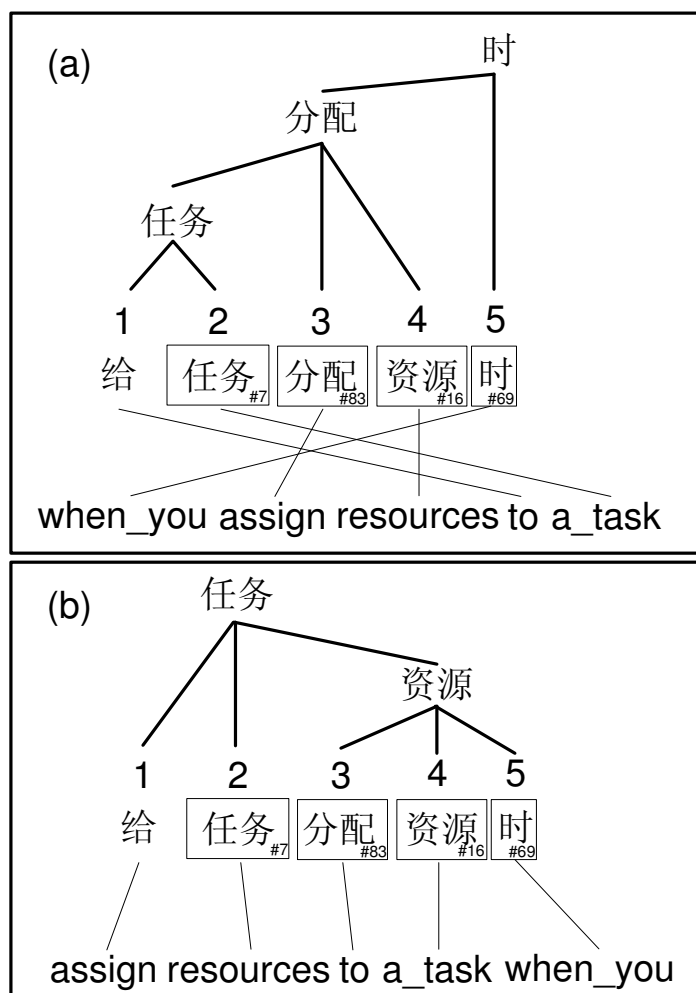 (a)
时
分配
任务
1 2 3 4 5
给 任务 #7 分配 #83 资源 #16 时 #69
when_you assign resources to a_task
(b)
任务
资源
1 2 3 4 5
给 任务 #7 分配 #83 资源 #16 时 #69
assign resources to a_task when_you